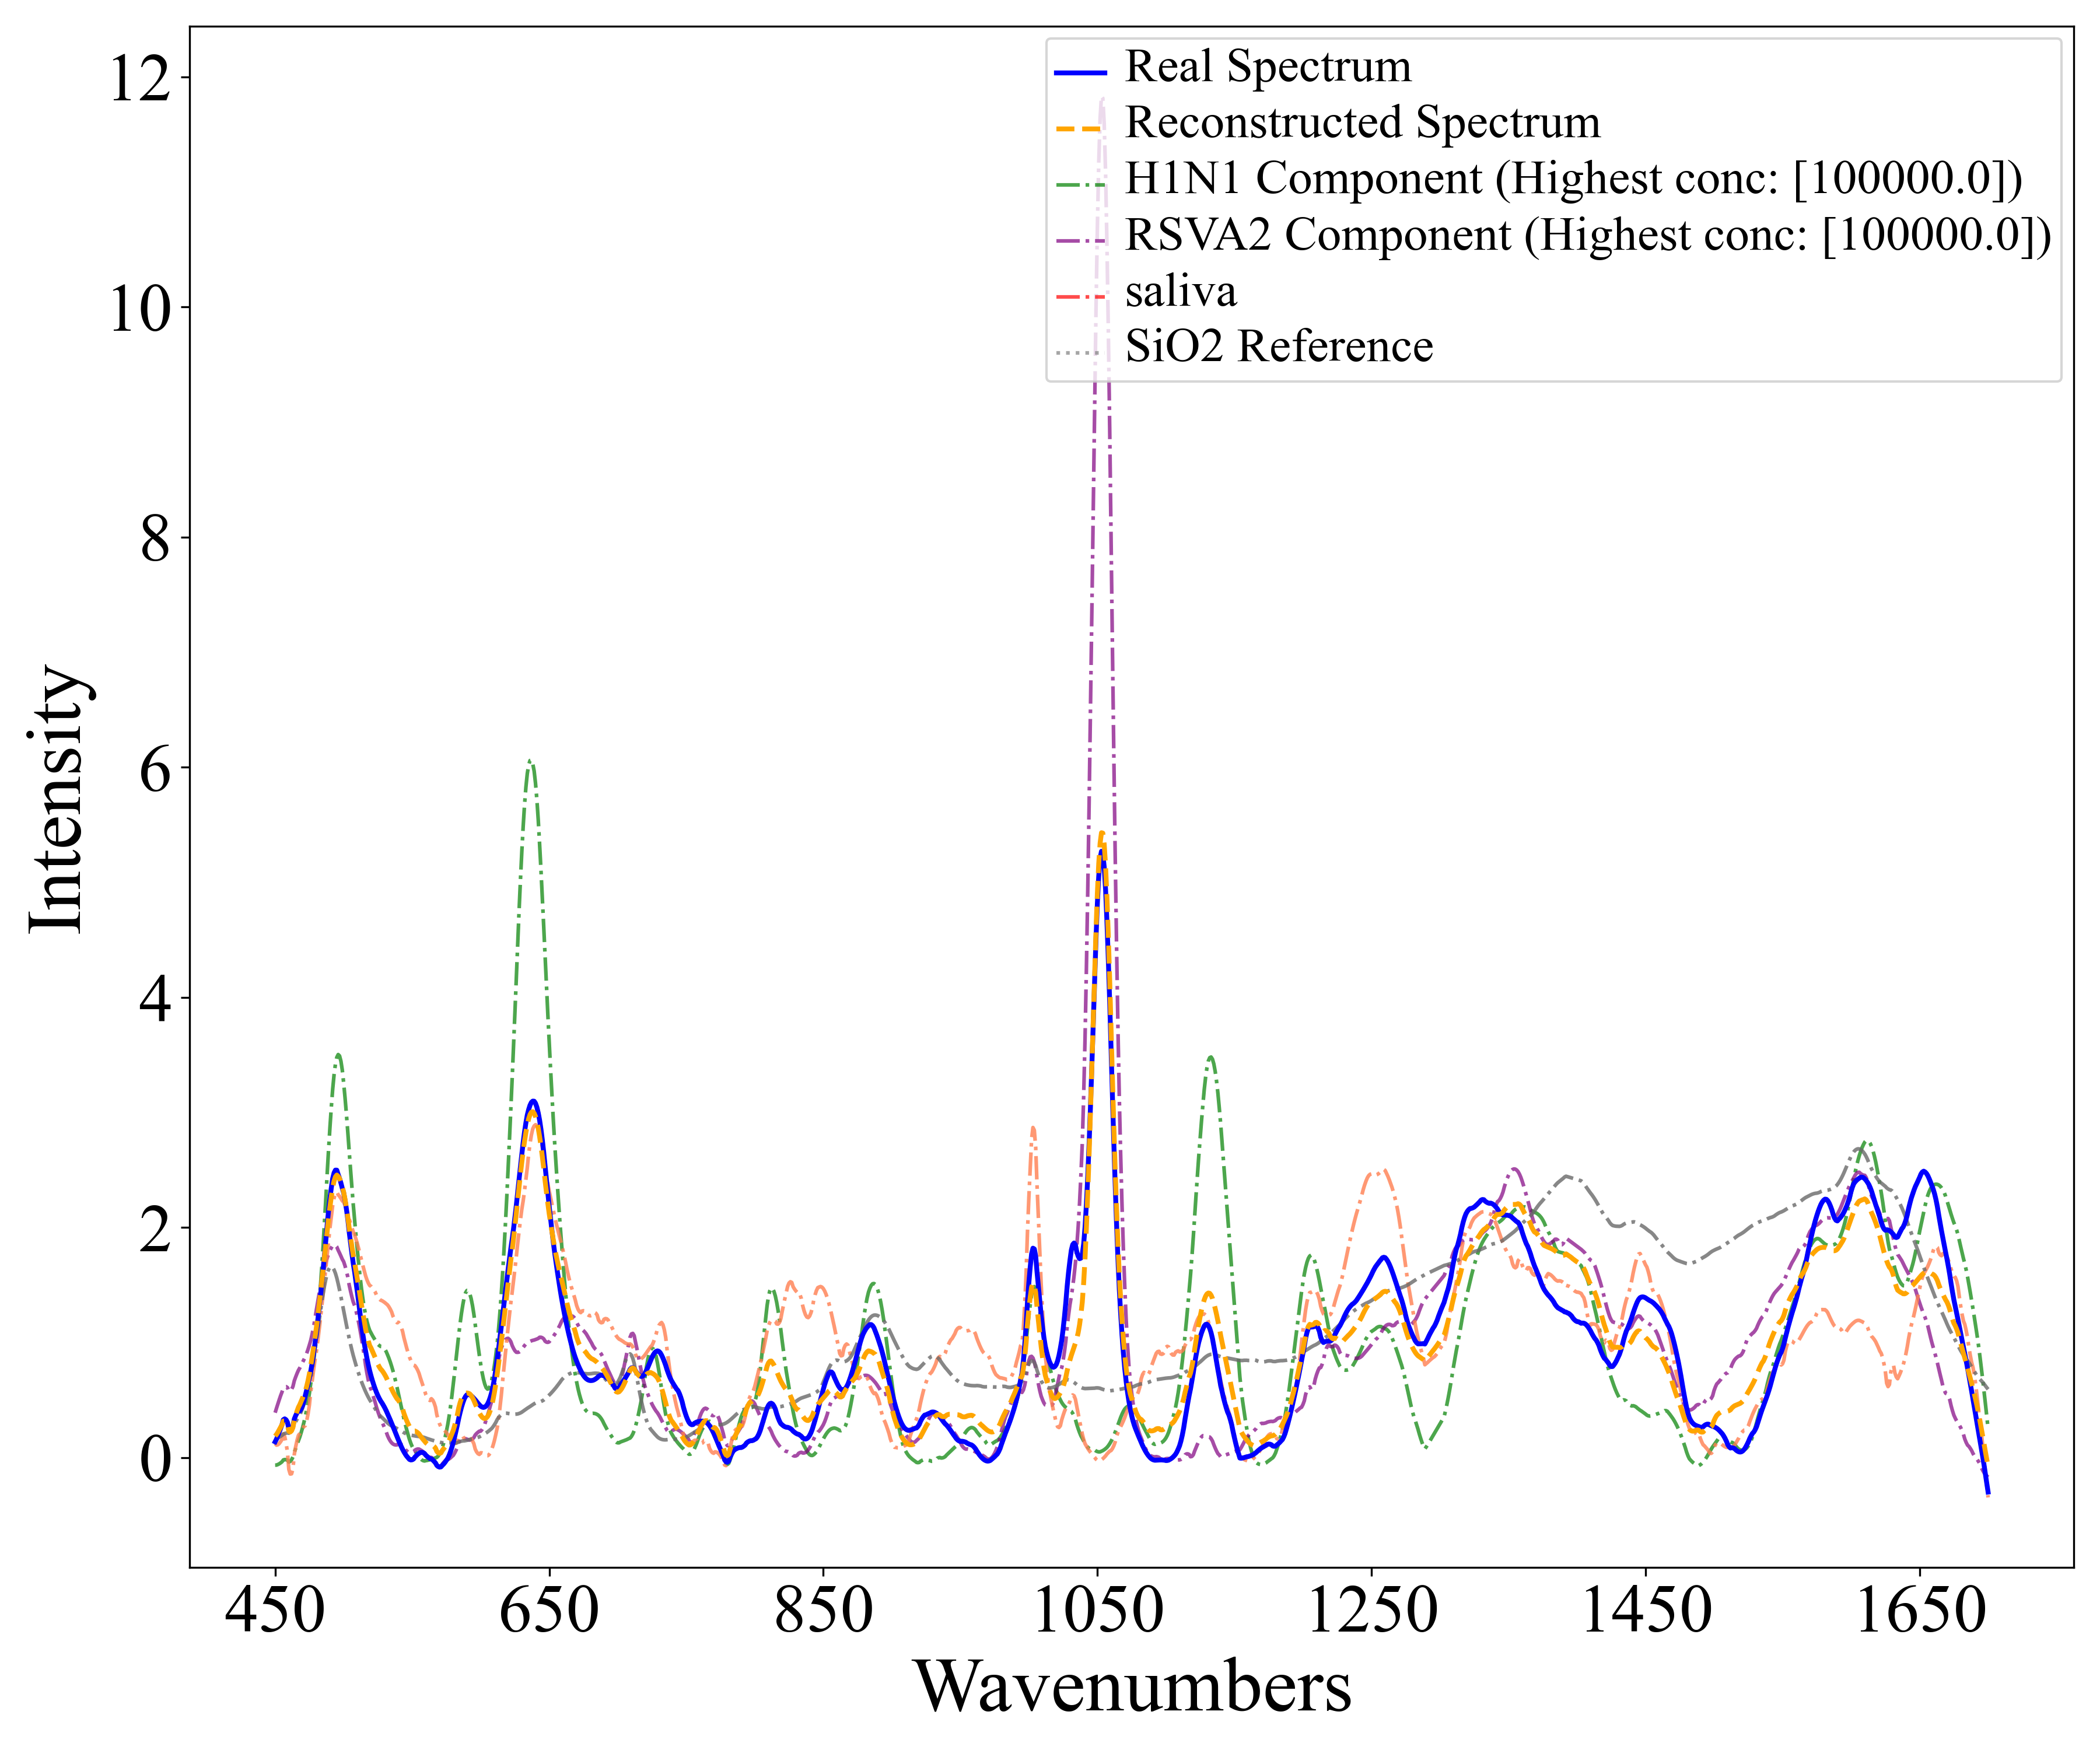 Real Spectrum
Reconstructed Spectrum
H1N1 Component (Highest conc: [100000.0])
RSVA2 Component (Highest conc: [100000.0])
saliva
SiO2 Reference
12
10
8
6
4
2
0
Intensity
450 650 850 1050 1250 1450 1650
Wavenumbers